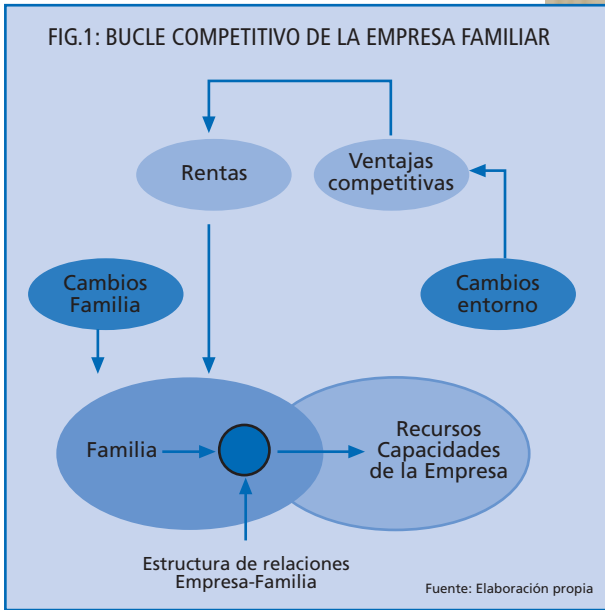 FIG.1: BUCLE COMPETITIVO DE LA EMPRESA FAMILIAR
Rentas
Ventajas
competitivas
Cambios
Familia
Cambios
entorno
Familia
Recursos
Capacidades
de la Empresa
Estructura de relaciones
Empresa-Familia
Fuente: Elaboración propia